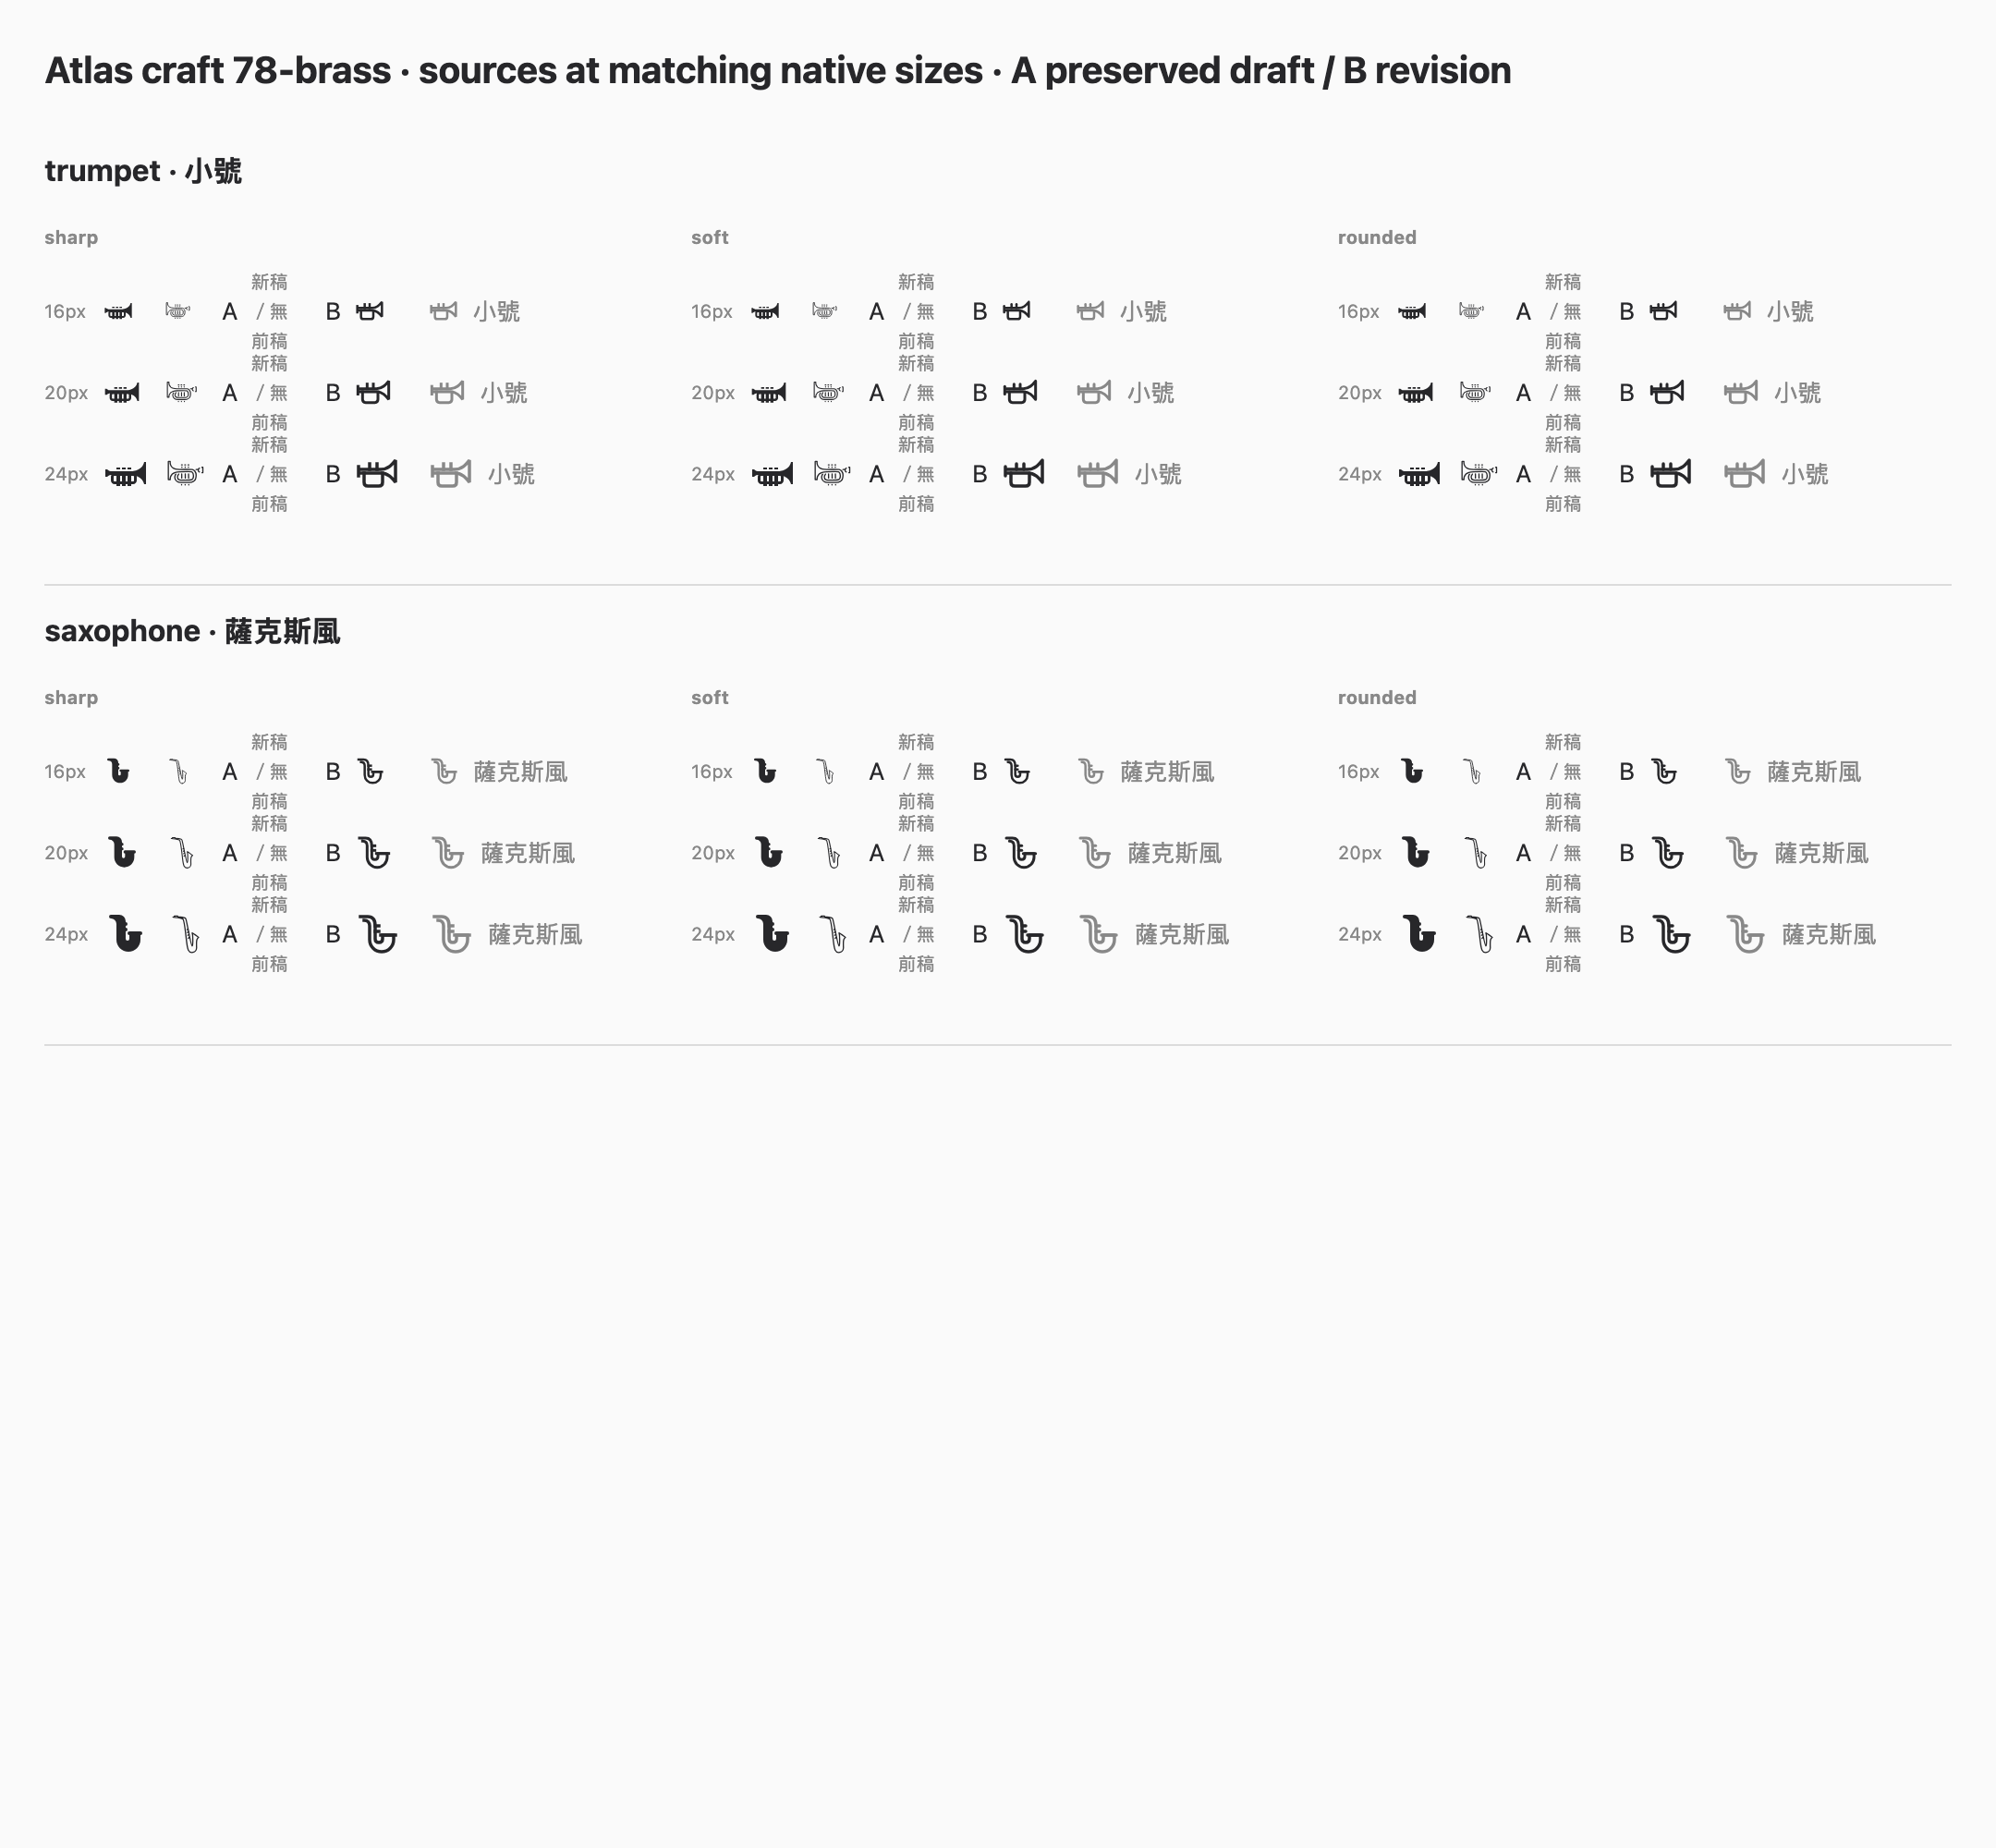 Atlas craft 78-brass · sources at matching native sizes · A preserved draft / B revision
trumpet · 小號
sharp
soft
rounded
16px A 新稿 / 無前稿 B 小號
16px A 新稿 / 無前稿 B 小號
16px A 新稿 / 無前稿 B 小號
20px A 新稿 / 無前稿 B 小號
20px A 新稿 / 無前稿 B 小號
20px A 新稿 / 無前稿 B 小號
24px A 新稿 / 無前稿 B 小號
24px A 新稿 / 無前稿 B 小號
24px A 新稿 / 無前稿 B 小號
saxophone · 薩克斯風
sharp
soft
rounded
16px A 新稿 / 無前稿 B 薩克斯風
16px A 新稿 / 無前稿 B 薩克斯風
16px A 新稿 / 無前稿 B 薩克斯風
20px A 新稿 / 無前稿 B 薩克斯風
20px A 新稿 / 無前稿 B 薩克斯風
20px A 新稿 / 無前稿 B 薩克斯風
24px A 新稿 / 無前稿 B 薩克斯風
24px A 新稿 / 無前稿 B 薩克斯風
24px A 新稿 / 無前稿 B 薩克斯風